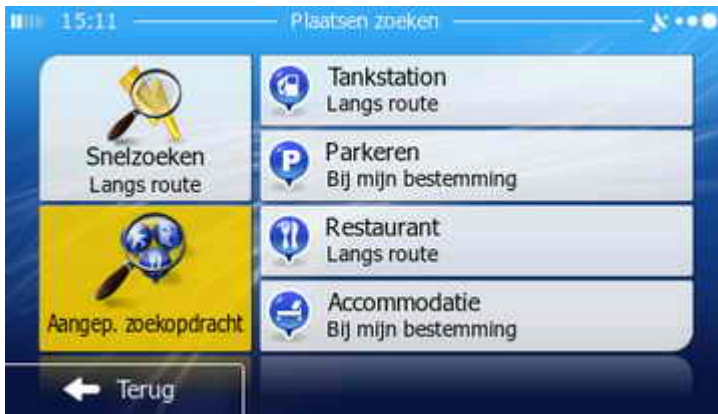 15:11
Plaatsen zoeken
Snelzoeken
Langs route
Aangep. zoekopdracht
Tankstation
Langs route
P
Parkeren
Bij mijn bestemming
Restaurant
Langs route
Accommodatie
Bij mijn bestemming
Terug